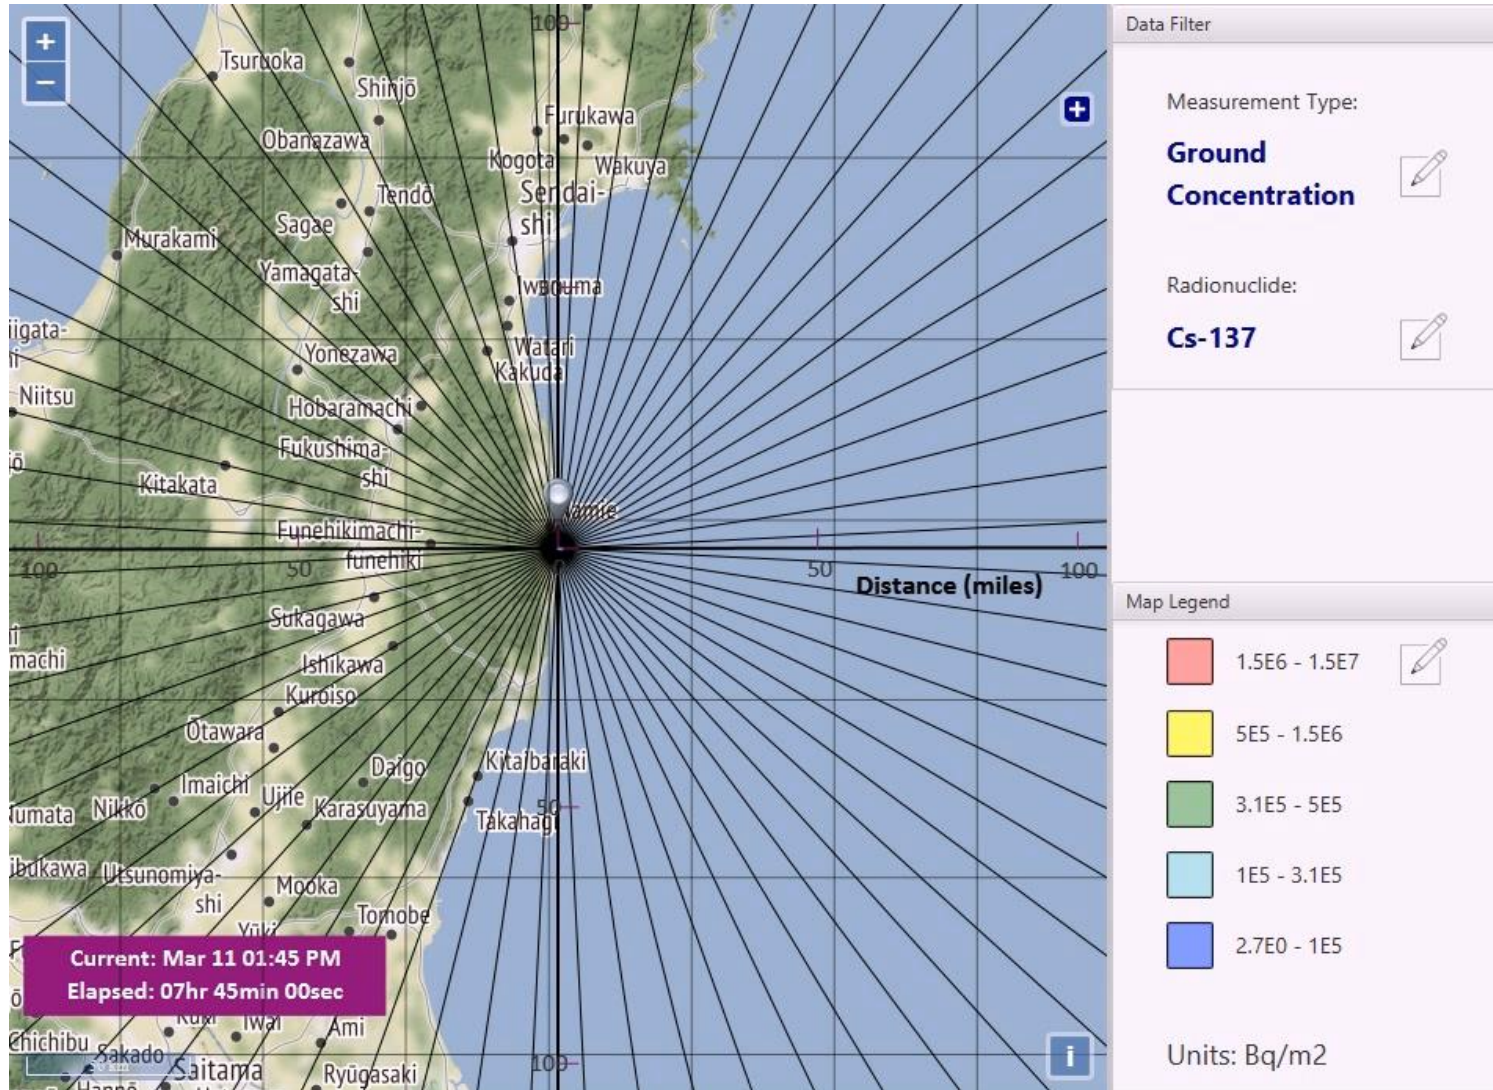 +
−
Tsuruoka
Shinjō
Obanazawa
Furukawa
Kogota
Wakuya
Sendai-
shi
Tendō
Sagae
Murakami
Yamagata-
shi
Watari
Kakuda
Yonezawa
Niitsu
Hobaramachi
Fukushima-
shi
Kitakata
Funehikimachi-
funehiki
100
50
50
100
Distance (miles)
Sukagawa
Ishikawa
machi
Kuroiso
Ōtawara
Kitaibaraki
Daigo
Imaichi
Ujiie
Nikkō
Karasuyama
50
Takahagi
Utsunomiya-
shi
Mooka
Tomobe
Yūki
Current: Mar 11 01:45 PM
Elapsed: 07hr 45min 00sec
Iwai
Ami
Chichibu
Sakado
Saitama
Ryūgasaki
100
100
i
Data Filter
Measurement Type:
Ground
Concentration
Radionuclide:
Cs-137
Map Legend
1.5E6 - 1.5E7
5E5 - 1.5E6
3.1E5 - 5E5
1E5 - 3.1E5
2.7E0 - 1E5
Units: Bq/m2